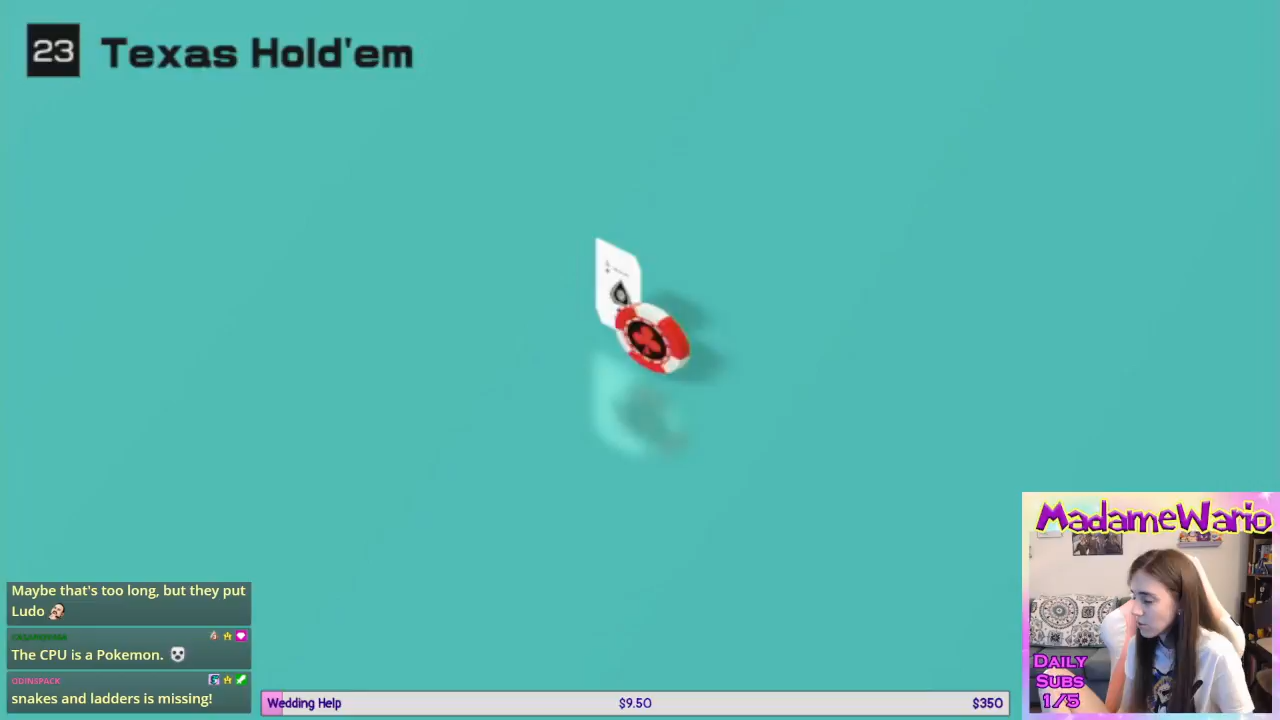 23 Texas Hold'em
Maybe that's too long, but they put
Ludo
The CPU is a Pokemon.
ODINSPACK
snakes and ladders is missing!
Wedding Help $9.50 $350
MadameWario
DAILY
SUBS
1/5